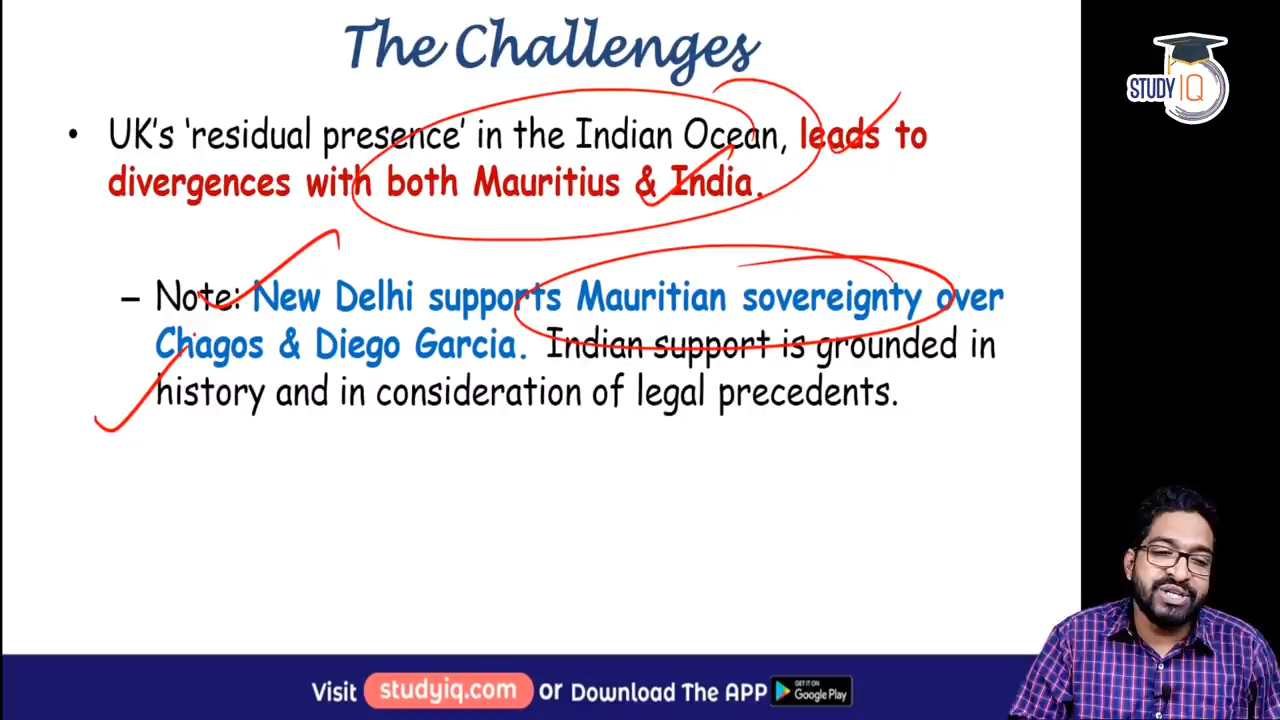 The Challenges
STUDY IQ
• UK's ‘residual presence’ in the Indian Ocean, leads to
divergences with both Mauritius & India.
– Note: New Delhi supports Mauritian sovereignty over
Chagos & Diego Garcia. Indian support is grounded in
history and in consideration of legal precedents.
Visit studyiq.com or Download The APP GET IT ON Google Play